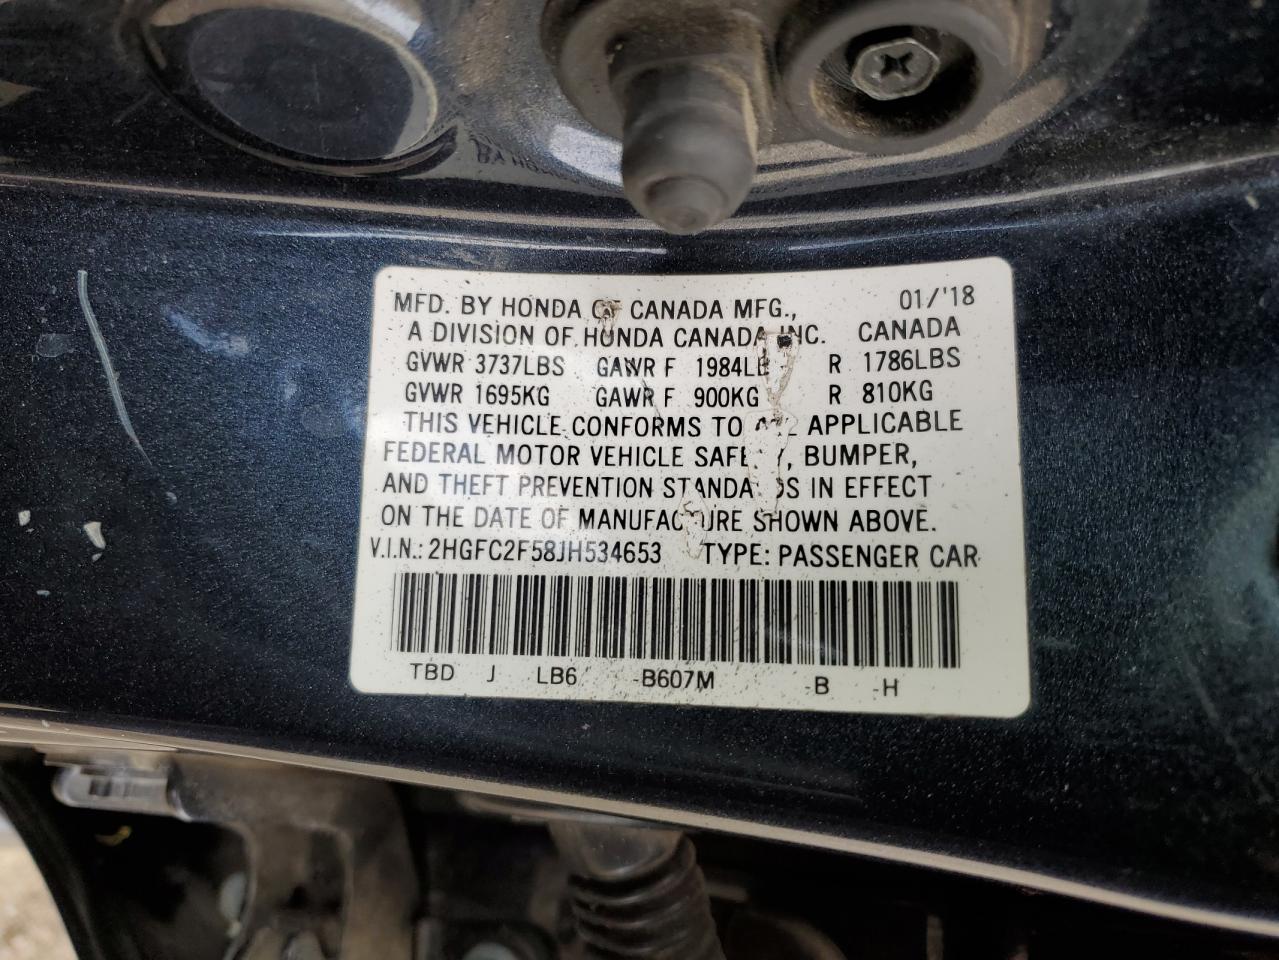 MFD. BY HONDA OF CANADA MFG., 01/'18
A DIVISION OF HONDA CANADA INC. CANADA
GVWR 3737LBS GAWR F 1984LB R 1786LBS
GVWR 1695KG GAWR F 900KG R 810KG
THIS VEHICLE CONFORMS TO ALL APPLICABLE
FEDERAL MOTOR VEHICLE SAFETY, BUMPER,
AND THEFT PREVENTION STANDARDS IN EFFECT
ON THE DATE OF MANUFACTURE SHOWN ABOVE.
V.I.N.: 2HGFC2F58JH534653 TYPE: PASSENGER CAR
TBD J LB6 -B607M -B -H